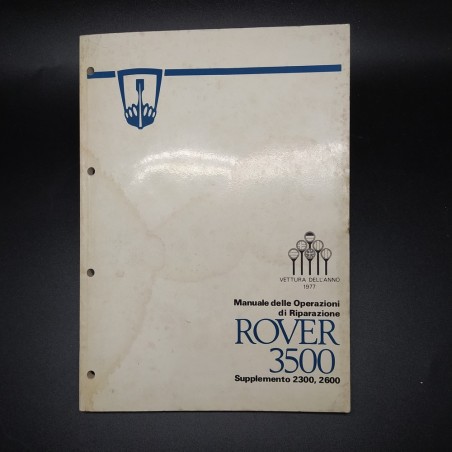 VETTURA DELL'ANNO
1977
Manuale delle Operazioni
di Riparazione
ROVER
3500
Supplemento 2300, 2600